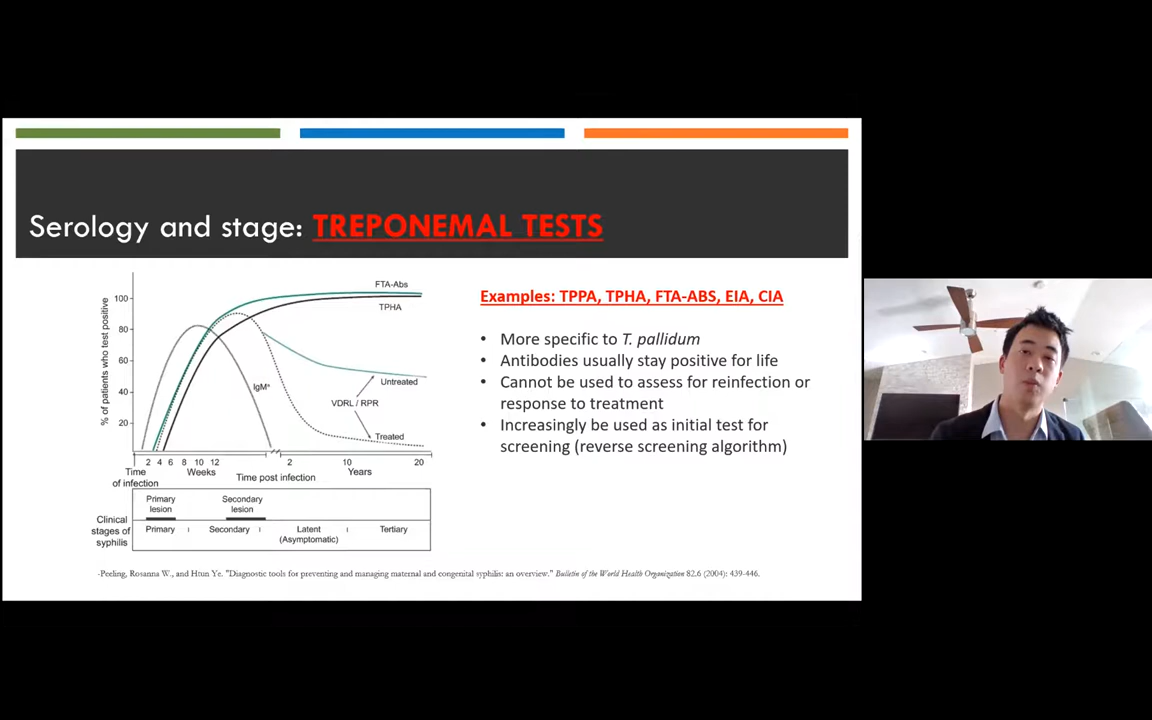 Serology and stage: TREPONEMAL TESTS
FTA-Abs
TPHA
IgMᵃ
Untreated
VDRL / RPR
Treated
% of patients who test positive
100
80
60
40
20
2 4 6 8 10 12
2 10 20
Time of infection
Weeks
Years
Time post infection
Clinical stages of syphilis
Primary lesion
Secondary lesion
Primary
Secondary
Latent (Asymptomatic)
Tertiary
Examples: TPPA, TPHA, FTA-ABS, EIA, CIA
• More specific to T. pallidum
• Antibodies usually stay positive for life
• Cannot be used to assess for reinfection or
response to treatment
• Increasingly be used as initial test for
screening (reverse screening algorithm)
-Peeling, Rosanna W., and Htun Ye. "Diagnostic tools for preventing and managing maternal and congenital syphilis: an overview." Bulletin of the World Health Organization 82.6 (2004): 439-446.